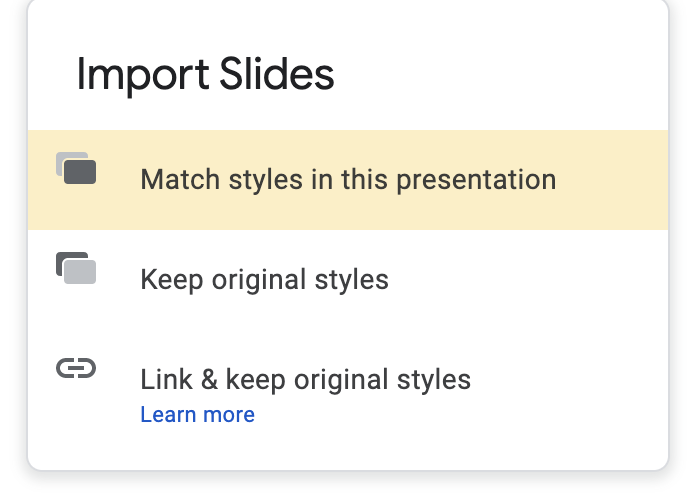 Import Slides
Match styles in this presentation
Keep original styles
Link & keep original styles
Learn more